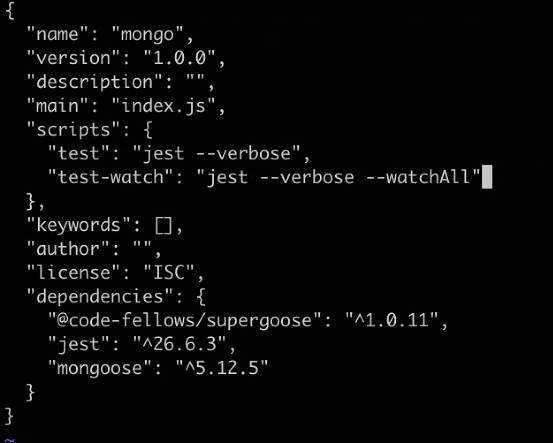 {
  "name": "mongo",
  "version": "1.0.0",
  "description": "",
  "main": "index.js",
  "scripts": {
    "test": "jest --verbose",
    "test-watch": "jest --verbose --watchAll"
  },
  "keywords": [],
  "author": "",
  "license": "ISC",
  "dependencies": {
    "@code-fellows/supergoose": "^1.0.11",
    "jest": "^26.6.3",
    "mongoose": "^5.12.5"
  }
}
~